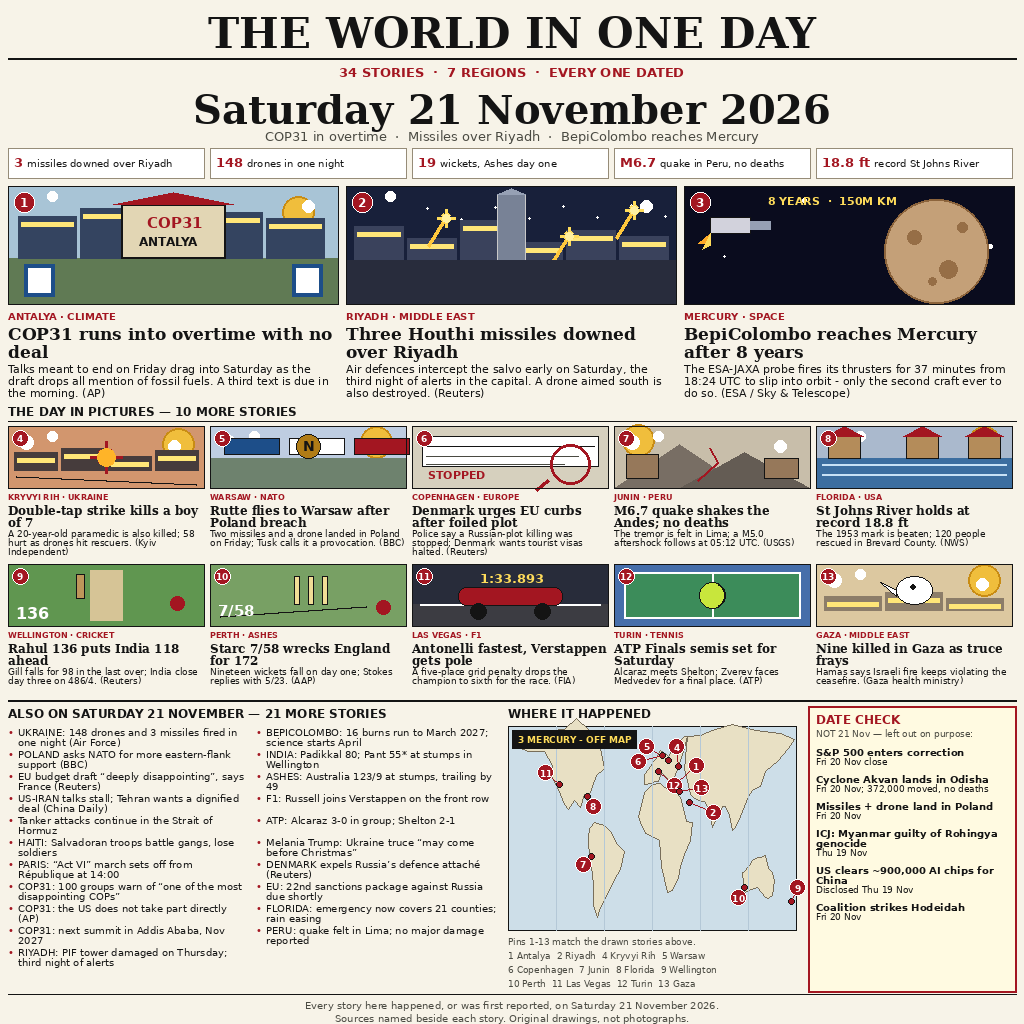 THE WORLD IN ONE DAY
34 STORIES · 7 REGIONS · EVERY ONE DATED
Saturday 21 November 2026
COP31 in overtime · Missiles over Riyadh · BepiColombo reaches Mercury
3 missiles downed over Riyadh
148 drones in one night
19 wickets, Ashes day one
M6.7 quake in Peru, no deaths
18.8 ft record St Johns River
1
COP31
ANTALYA
2
3
8 YEARS · 150M KM
ANTALYA · CLIMATE
COP31 runs into overtime with no
deal
Talks meant to end on Friday drag into Saturday as the
draft drops all mention of fossil fuels. A third text is due in
the morning. (AP)
RIYADH · MIDDLE EAST
Three Houthi missiles downed
over Riyadh
Air defences intercept the salvo early on Saturday, the
third night of alerts in the capital. A drone aimed south is
also destroyed. (Reuters)
MERCURY · SPACE
BepiColombo reaches Mercury
after 8 years
The ESA-JAXA probe fires its thrusters for 37 minutes from
18:24 UTC to slip into orbit - only the second craft ever to
do so. (ESA / Sky & Telescope)
THE DAY IN PICTURES — 10 MORE STORIES
4
5
N
6
STOPPED
7
8
KRYVYI RIH · UKRAINE
Double-tap strike kills a boy
of 7
A 20-year-old paramedic is also killed; 58
hurt as drones hit rescuers. (Kyiv
Independent)
WARSAW · NATO
Rutte flies to Warsaw after
Poland breach
Two missiles and a drone landed in Poland
on Friday; Tusk calls it a provocation. (BBC)
COPENHAGEN · EUROPE
Denmark urges EU curbs
after foiled plot
Police say a Russian-plot killing was
stopped; Denmark wants tourist visas
halted. (Reuters)
JUNIN · PERU
M6.7 quake shakes the
Andes; no deaths
The tremor is felt in Lima; a M5.0
aftershock follows at 05:12 UTC. (USGS)
FLORIDA · USA
St Johns River holds at
record 18.8 ft
The 1953 mark is beaten; 120 people
rescued in Brevard County. (NWS)
9
136
10
7/58
11
1:33.893
12
13
WELLINGTON · CRICKET
Rahul 136 puts India 118
ahead
Gill falls for 98 in the last over; India close
day three on 486/4. (Reuters)
PERTH · ASHES
Starc 7/58 wrecks England
for 172
Nineteen wickets fall on day one; Stokes
replies with 5/23. (AAP)
LAS VEGAS · F1
Antonelli fastest, Verstappen
gets pole
A five-place grid penalty drops the
champion to sixth for the race. (FIA)
TURIN · TENNIS
ATP Finals semis set for
Saturday
Alcaraz meets Shelton; Zverev faces
Medvedev for a final place. (ATP)
GAZA · MIDDLE EAST
Nine killed in Gaza as truce
frays
Hamas says Israeli fire keeps violating the
ceasefire. (Gaza health ministry)
ALSO ON SATURDAY 21 NOVEMBER — 21 MORE STORIES
• UKRAINE: 148 drones and 3 missiles fired in
one night (Air Force)
• POLAND asks NATO for more eastern-flank
support (BBC)
• EU budget draft “deeply disappointing”, says
France (Reuters)
• US-IRAN talks stall; Tehran wants a dignified
deal (China Daily)
• Tanker attacks continue in the Strait of
Hormuz
• HAITI: Salvadoran troops battle gangs, lose
soldiers
• PARIS: “Act VI” march sets off from
République at 14:00
• COP31: 100 groups warn of “one of the most
disappointing COPs”
• COP31: the US does not take part directly
(AP)
• COP31: next summit in Addis Ababa, Nov
2027
• RIYADH: PIF tower damaged on Thursday;
third night of alerts
• BEPICOLOMBO: 16 burns run to March 2027;
science starts April
• INDIA: Padikkal 80; Pant 55* at stumps in
Wellington
• ASHES: Australia 123/9 at stumps, trailing by
49
• F1: Russell joins Verstappen on the front row
• ATP: Alcaraz 3-0 in group; Shelton 2-1
• Melania Trump: Ukraine truce “may come
before Christmas”
• DENMARK expels Russia’s defence attaché
(Reuters)
• EU: 22nd sanctions package against Russia
due shortly
• FLORIDA: emergency now covers 21 counties;
rain easing
• PERU: quake felt in Lima; no major damage
reported
WHERE IT HAPPENED
3 MERCURY - OFF MAP
5
4
6
1
11
12
13
8
2
7
10
9
Pins 1-13 match the drawn stories above.
1 Antalya 2 Riyadh 4 Kryvyi Rih 5 Warsaw
6 Copenhagen 7 Junin 8 Florida 9 Wellington
10 Perth 11 Las Vegas 12 Turin 13 Gaza
DATE CHECK
NOT 21 Nov — left out on purpose:
S&P 500 enters correction
Fri 20 Nov close
Cyclone Akvan lands in Odisha
Fri 20 Nov; 372,000 moved, no deaths
Missiles + drone land in Poland
Fri 20 Nov
ICJ: Myanmar guilty of Rohingya
genocide
Thu 19 Nov
US clears ~900,000 AI chips for
China
Disclosed Thu 19 Nov
Coalition strikes Hodeidah
Fri 20 Nov
Every story here happened, or was first reported, on Saturday 21 November 2026.
Sources named beside each story. Original drawings, not photographs.